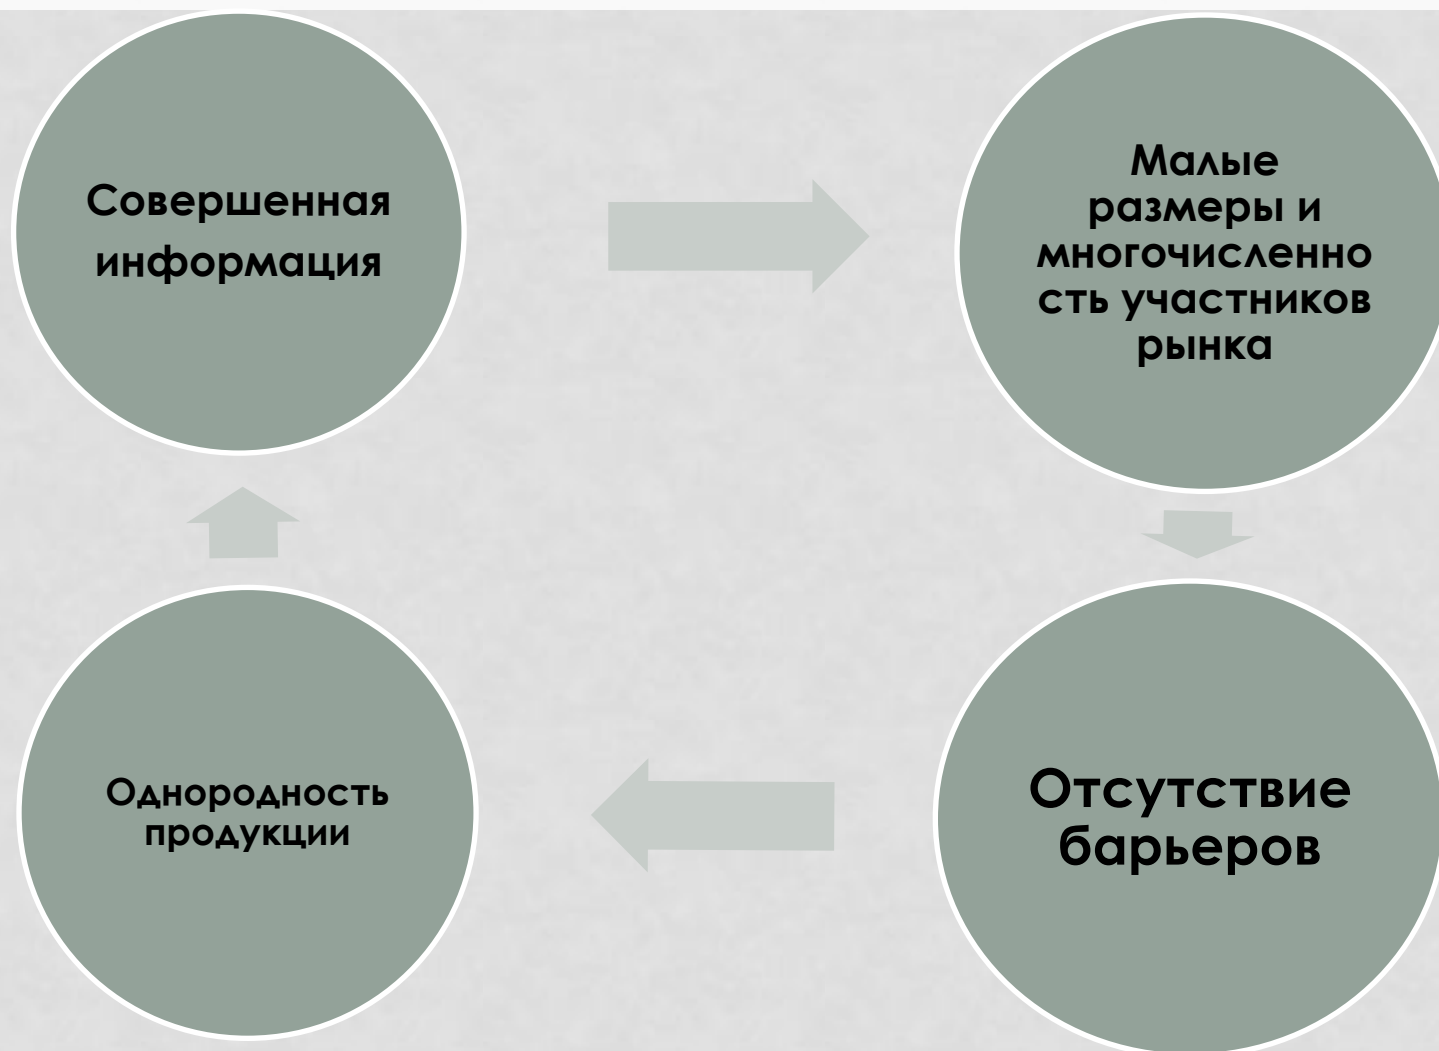 Совершенная
информация
Малые
размеры и
многочисленно
сть участников
рынка
Однородность
продукции
Отсутствие
барьеров